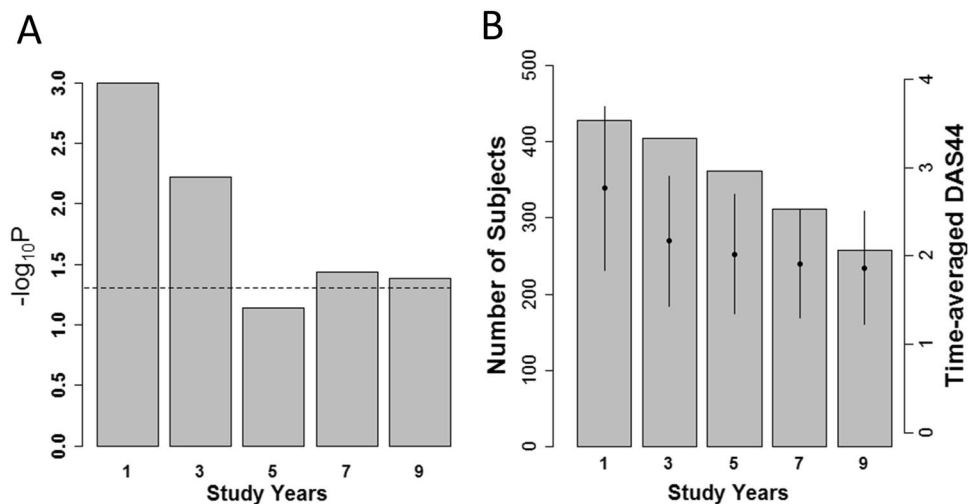 A
-log10P
3.0
2.5
2.0
1.5
1.0
0.5
0.0
1 3 5 7 9
Study Years
B
Number of Subjects
500
400
300
200
100
0
1 3 5 7 9
Study Years
4
3
2
1
0
Time-averaged DAS44